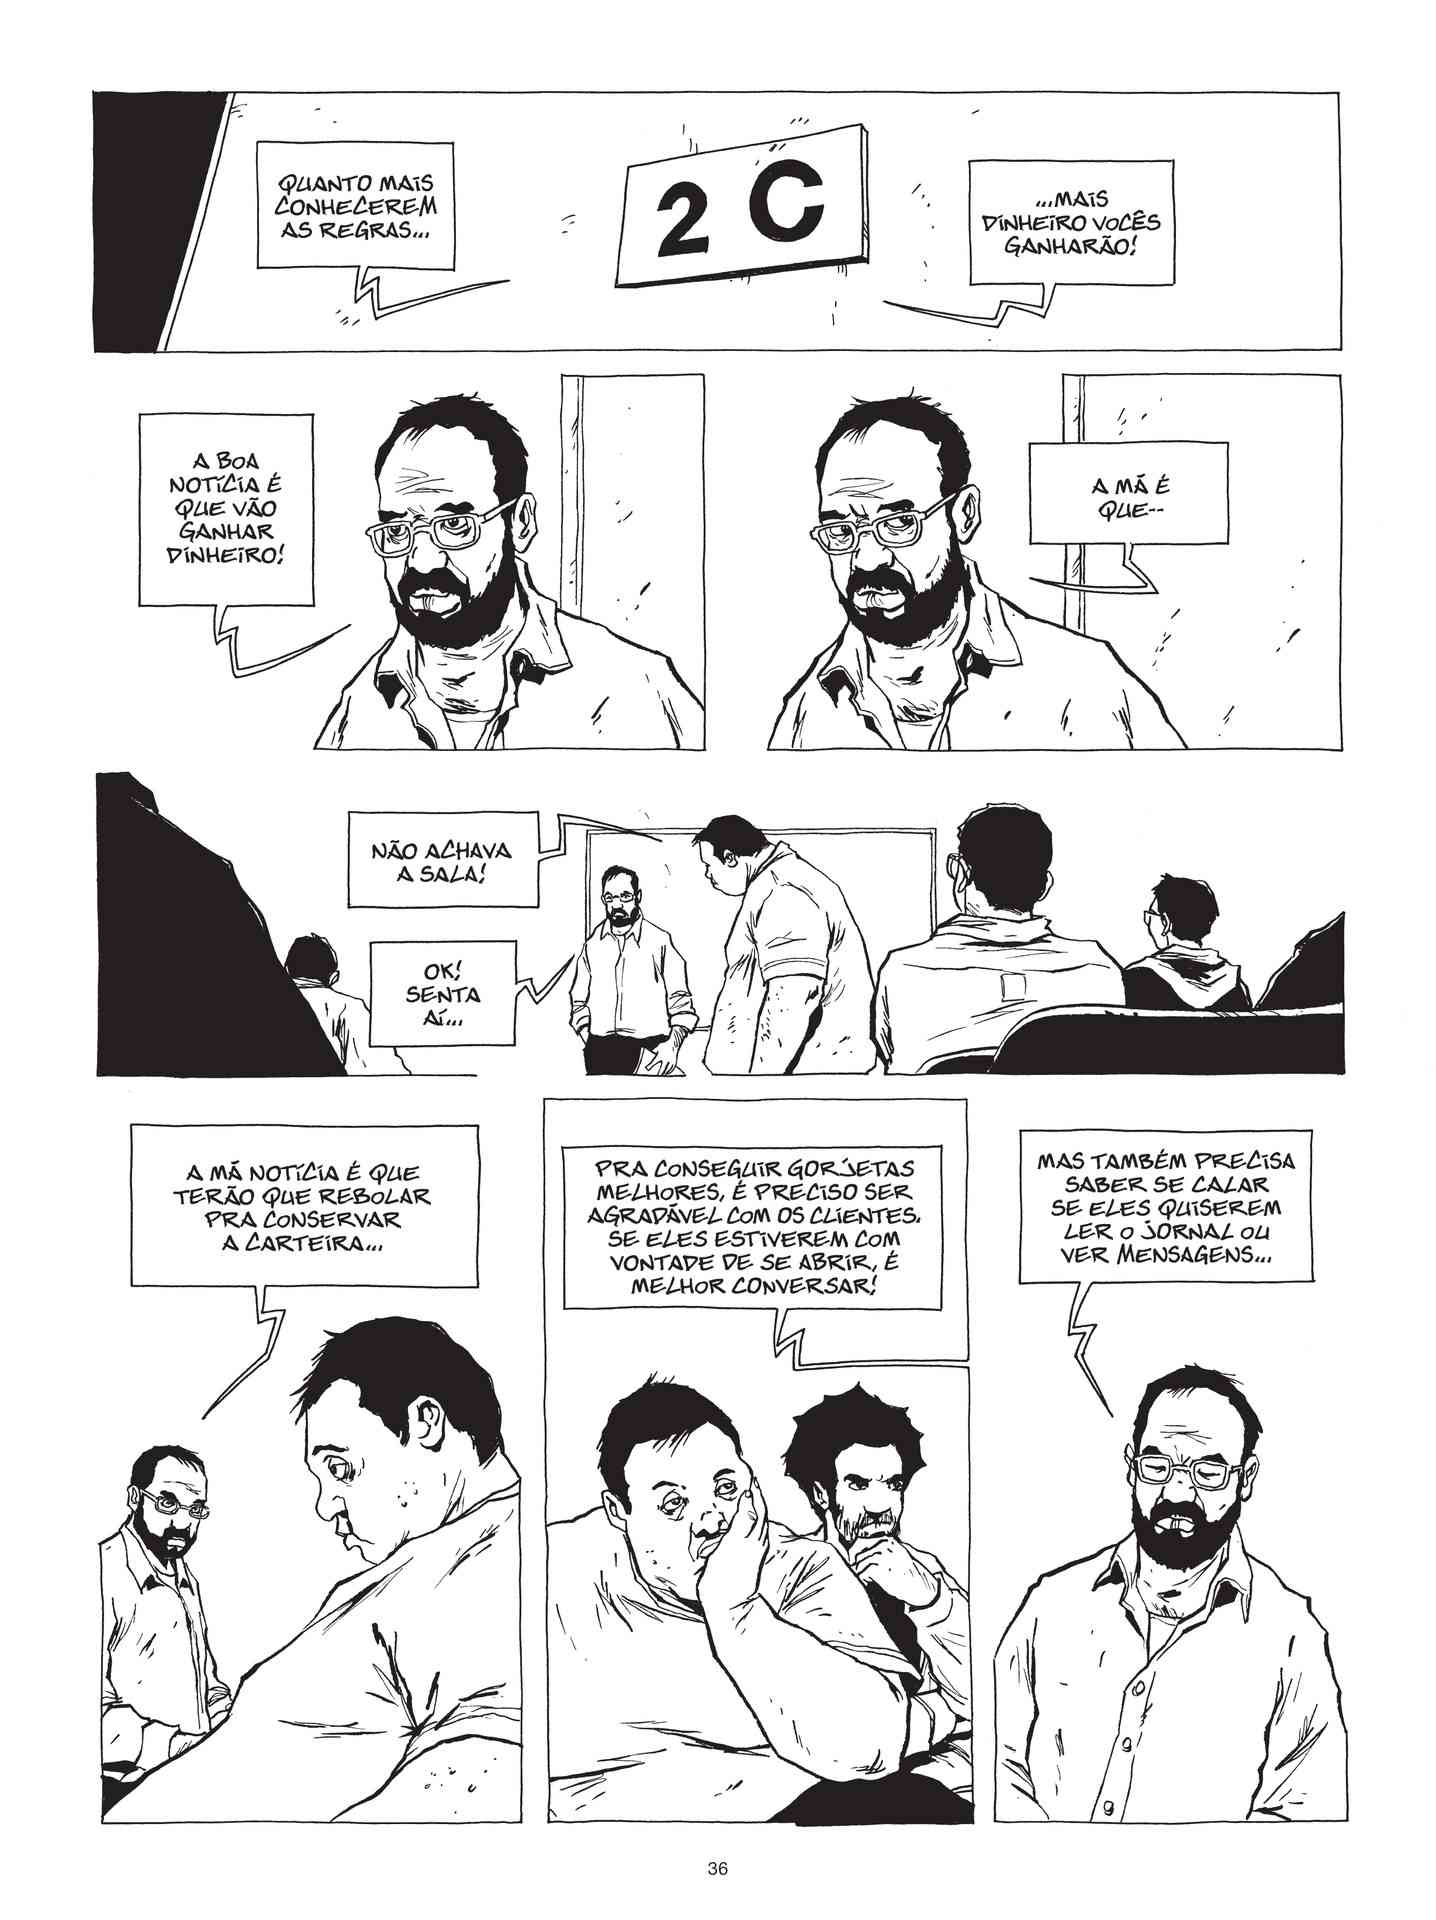 QUANTO MAIS
CONHECEREM
AS REGRAS...
2 C
...MAIS
DINHEIRO VOCÊS
GANHARÃO!
A BOA
NOTÍCIA É
QUE VÃO
GANHAR
DINHEIRO!
A MÁ É
QUE--
NÃO ACHAVA
A SALA!
OK!
SENTA
AÍ...
A MÁ NOTÍCIA É QUE
TERÃO QUE REBOLAR
PRA CONSERVAR
A CARTEIRA...
PRA CONSEGUIR GORJETAS
MELHORES, É PRECISO SER
AGRADÁVEL COM OS CLIENTES.
SE ELES ESTIVEREM COM
VONTADE DE SE ABRIR, É
MELHOR CONVERSAR!
MAS TAMBÉM PRECISA
SABER SE CALAR
SE ELES QUISEREM
LER O JORNAL OU
VER MENSAGENS...
36